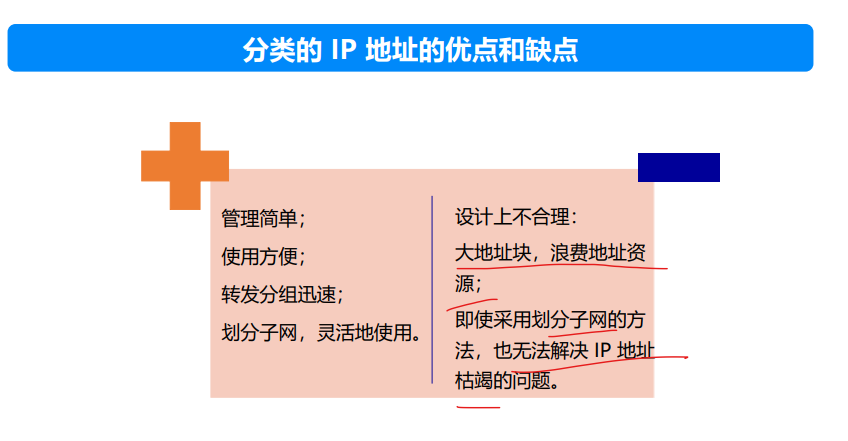 分类的 IP 地址的优点和缺点
管理简单；
使用方便；
转发分组迅速；
划分子网，灵活地使用。
设计上不合理：
大地址块，浪费地址资
源；
即使采用划分子网的方
法，也无法解决 IP 地址
枯竭的问题。